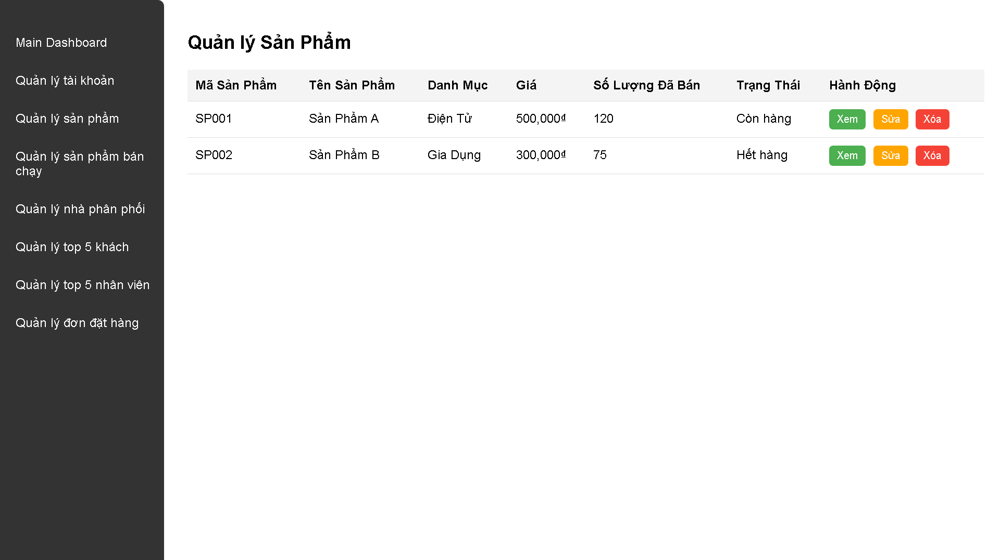 Main Dashboard
Quản lý tài khoản
Quản lý sản phẩm
Quản lý sản phẩm bán
chạy
Quản lý nhà phân phối
Quản lý top 5 khách
Quản lý top 5 nhân viên
Quản lý đơn đặt hàng
Quản lý Sản Phẩm
Mã Sản Phẩm Tên Sản Phẩm Danh Mục Giá Số Lượng Đã Bán Trạng Thái Hành Động
SP001 Sản Phẩm A Điện Tử 500,000₫ 120 Còn hàng Xem Sửa Xóa
SP002 Sản Phẩm B Gia Dụng 300,000₫ 75 Hết hàng Xem Sửa Xóa